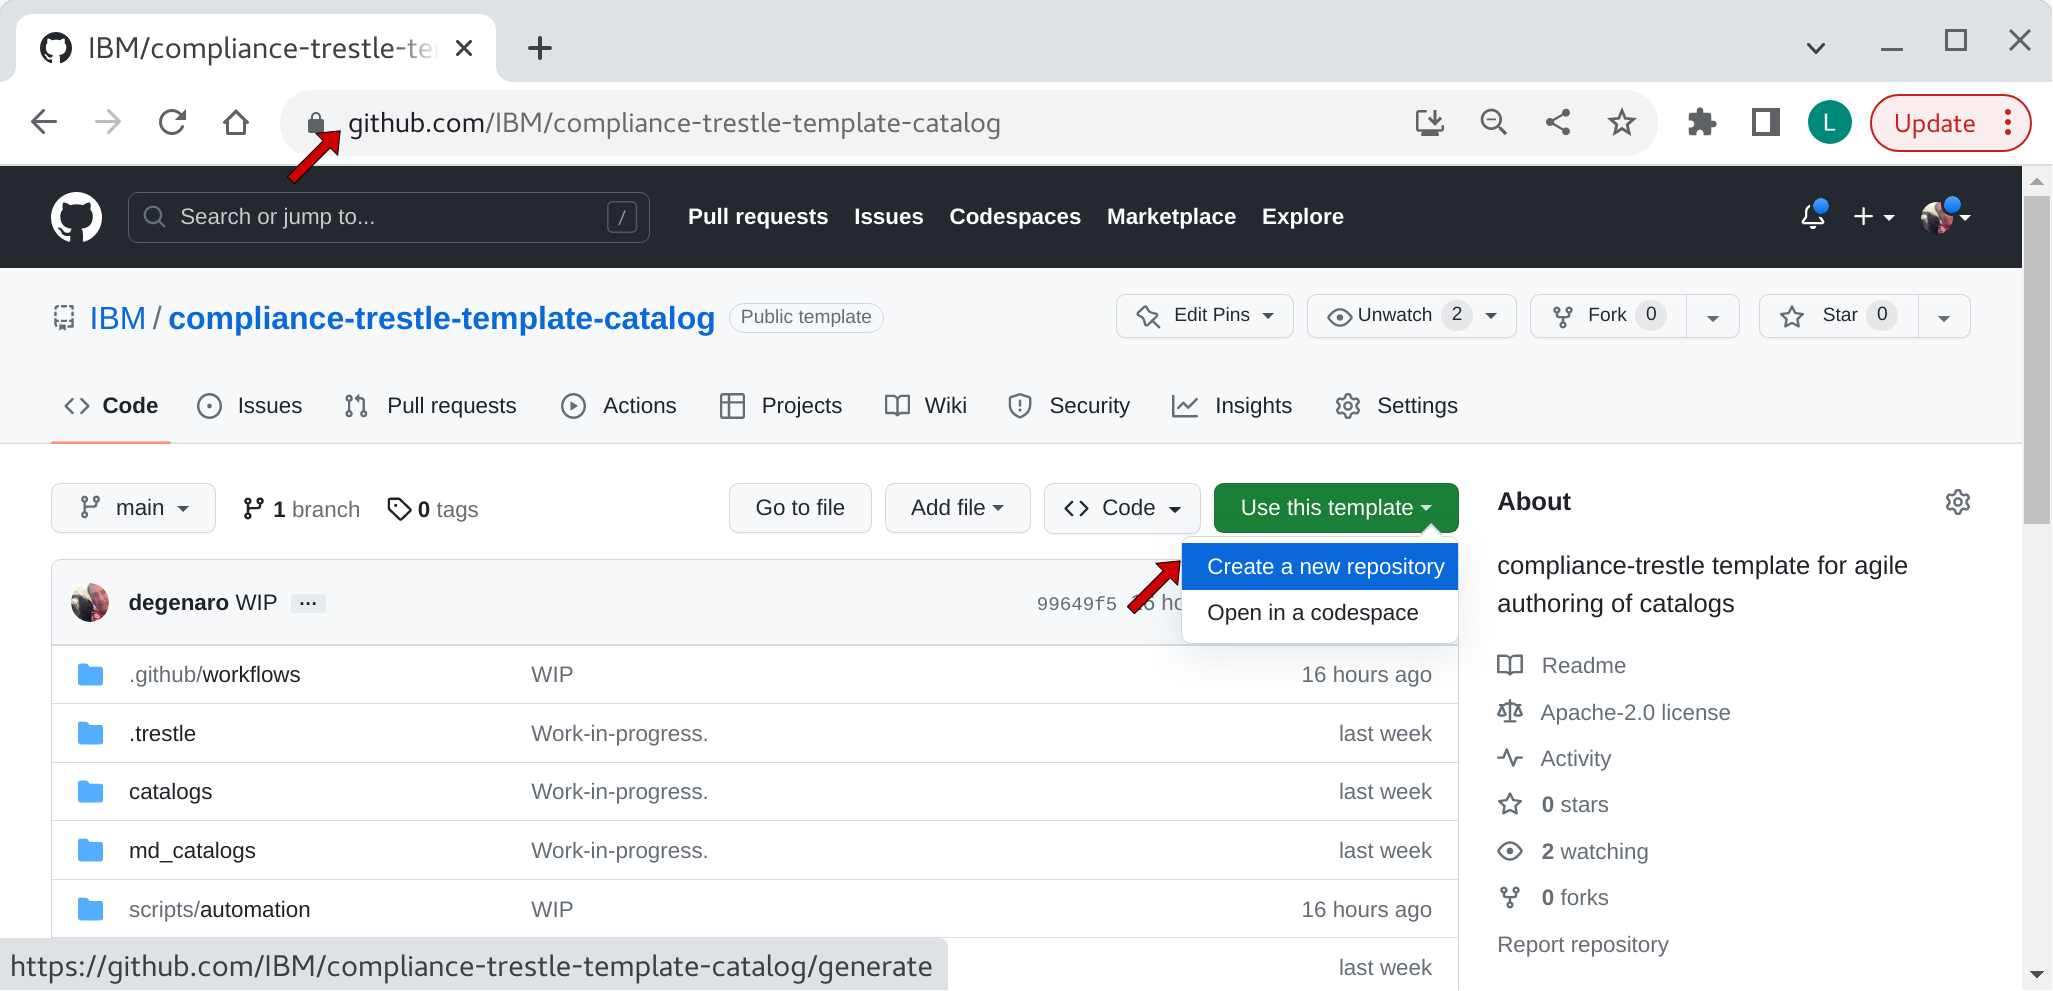 IBM/compliance-trestle-te
github.com/IBM/compliance-trestle-template-catalog
L
Update
Search or jump to...
/
Pull requests Issues Codespaces Marketplace Explore
IBM / compliance-trestle-template-catalog Public template
Edit Pins Unwatch 2 Fork 0 Star 0
Code Issues Pull requests Actions Projects Wiki Security Insights Settings
main 1 branch 0 tags Go to file Add file Code Use this template
Create a new repository
Open in a codespace
degenaro WIP ... 99649f5
.github/workflows WIP 16 hours ago
.trestle Work-in-progress. last week
catalogs Work-in-progress. last week
md_catalogs Work-in-progress. last week
scripts/automation WIP 16 hours ago
last week
About
compliance-trestle template for agile
authoring of catalogs
Readme
Apache-2.0 license
Activity
0 stars
2 watching
0 forks
Report repository
https://github.com/IBM/compliance-trestle-template-catalog/generate